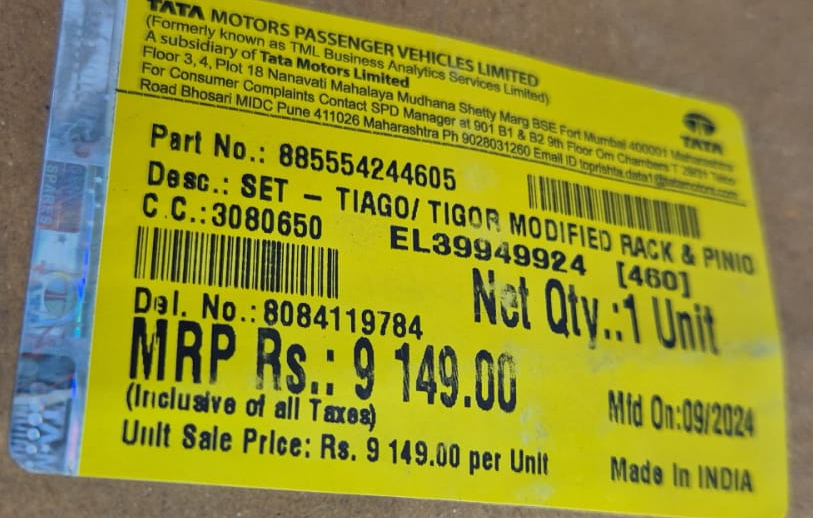 TATA MOTORS PASSENGER VEHICLES LIMITED
(Formerly known as TML Business Analytics Services Limited)
A subsidiary of Tata Motors Limited
Floor 3, 4, Plot 18 Nanavati Mahalaya Mudhana Shetty Marg BSE Fort Mumbai 400001 Maharashtra
For Consumer Complaints Contact SPD Manager at 901 B1 & B2 9th Floor Om Chambers T 29/31
Road Bhosari MIDC Pune 411026 Maharashtra Ph 9028031260 Email ID
TATA
Part No.: 885554244605
Desc.: SET - TIAGO/ TIGOR MODIFIED RACK & PINIO
C.C.:3080650
EL39949924 [460]
Net Qty.:1 Unit
Del. No.:8084119784
MRP Rs.: 9 149.00
(Inclusive of all Taxes)
Mfd On:09/2024
Unit Sale Price: Rs. 9 149.00 per Unit
Made In INDIA